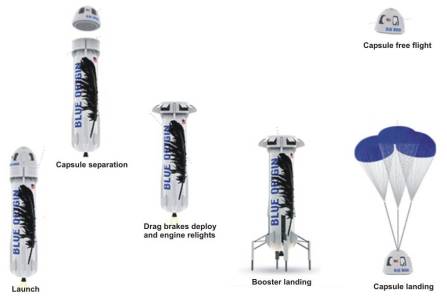 Capsule free flight
BLUE ORIGIN
Capsule separation
BLUE ORIGIN
BLUE ORIGIN
Drag brakes deploy
and engine relights
BLUE ORIGIN
Launch
Booster landing
Capsule landing